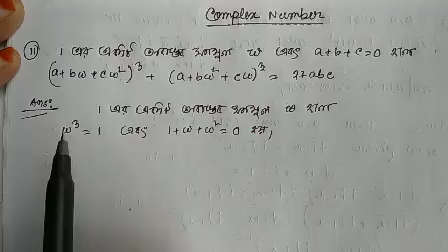 Complex Number
11) 1 এর একটি জটিল ঘনমূল ω এবং a+b+c=0 হলে
(a+bω+cω²)³ + (a+bω²+cω)³ = 27abc
Ans: 1 এর একটি জটিল ঘনমূল ω হলে
ω³ = 1 এবং 1+ω+ω² = 0 হয়,